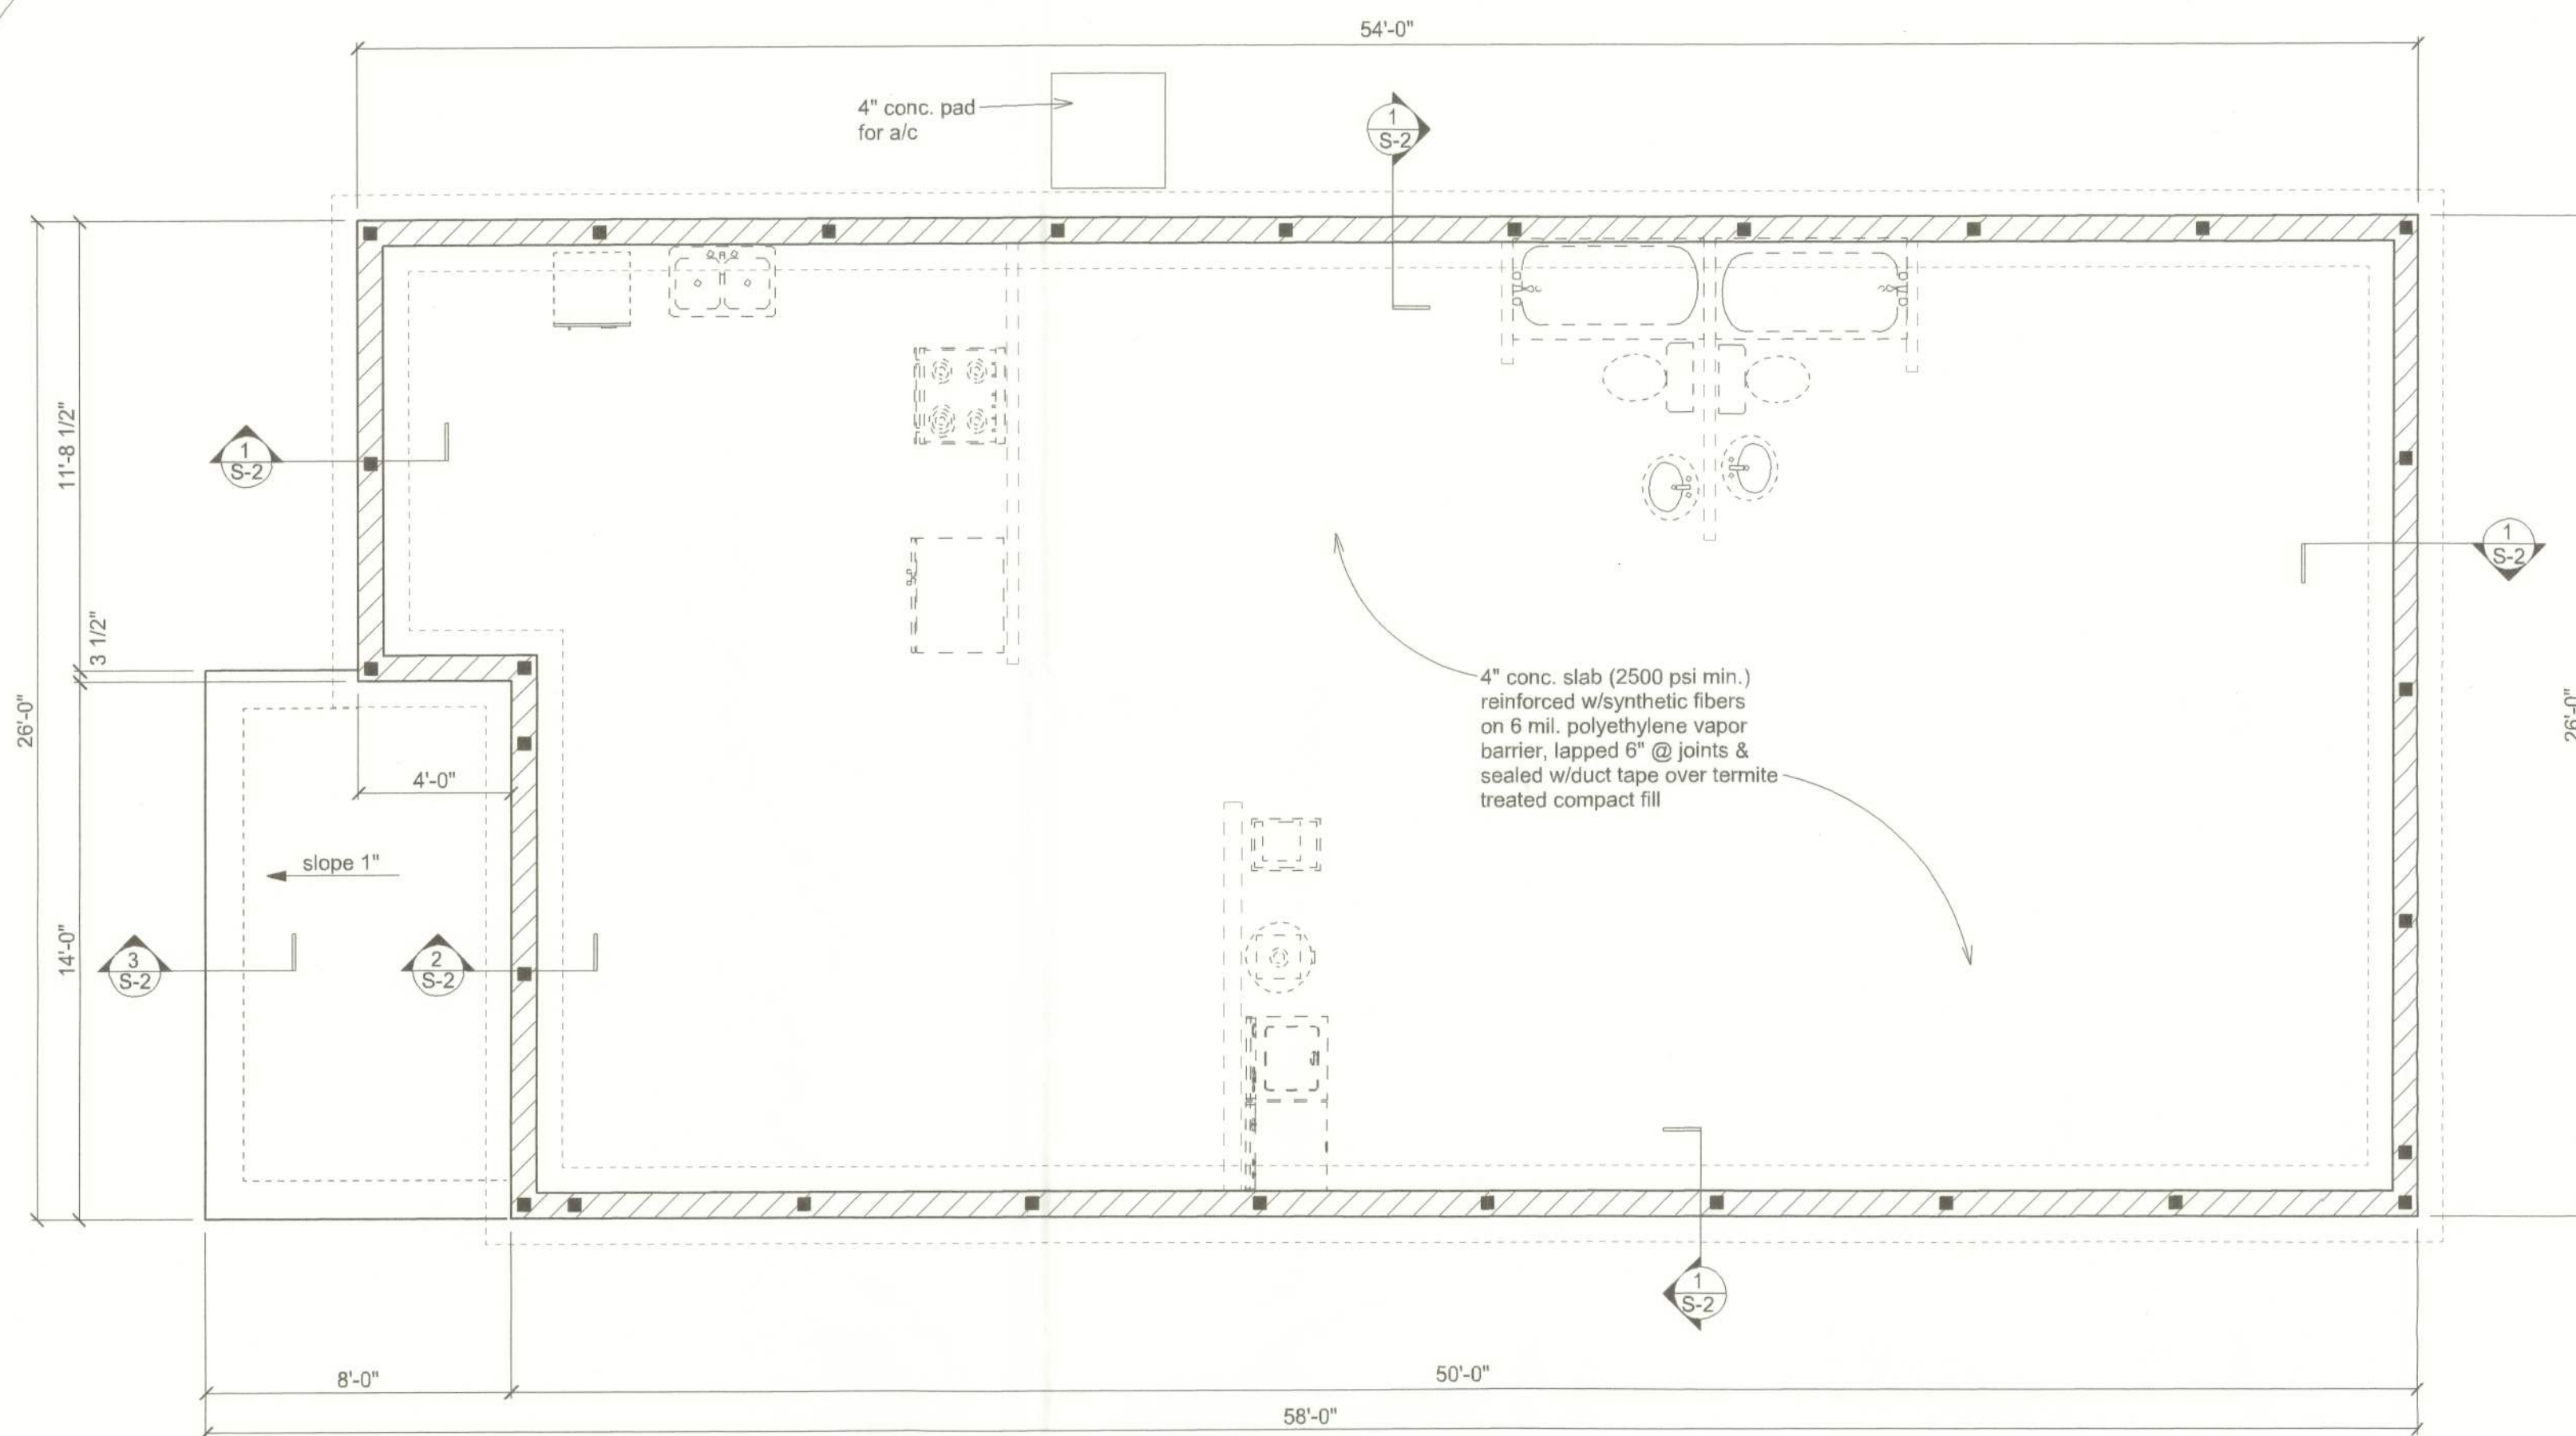 54'-0"
4" conc. pad
for a/c
1
S-2
11'-8 1/2"
1
S-2
1
S-2
3 1/2"
26'-0"
26'-0"
4" conc. slab (2500 psi min.)
reinforced w/synthetic fibers
on 6 mil. polyethylene vapor
barrier, lapped 6" @ joints &
sealed w/duct tape over termite
treated compact fill
4'-0"
slope 1"
14'-0"
3
S-2
2
S-2
1
S-2
8'-0"
50'-0"
58'-0"